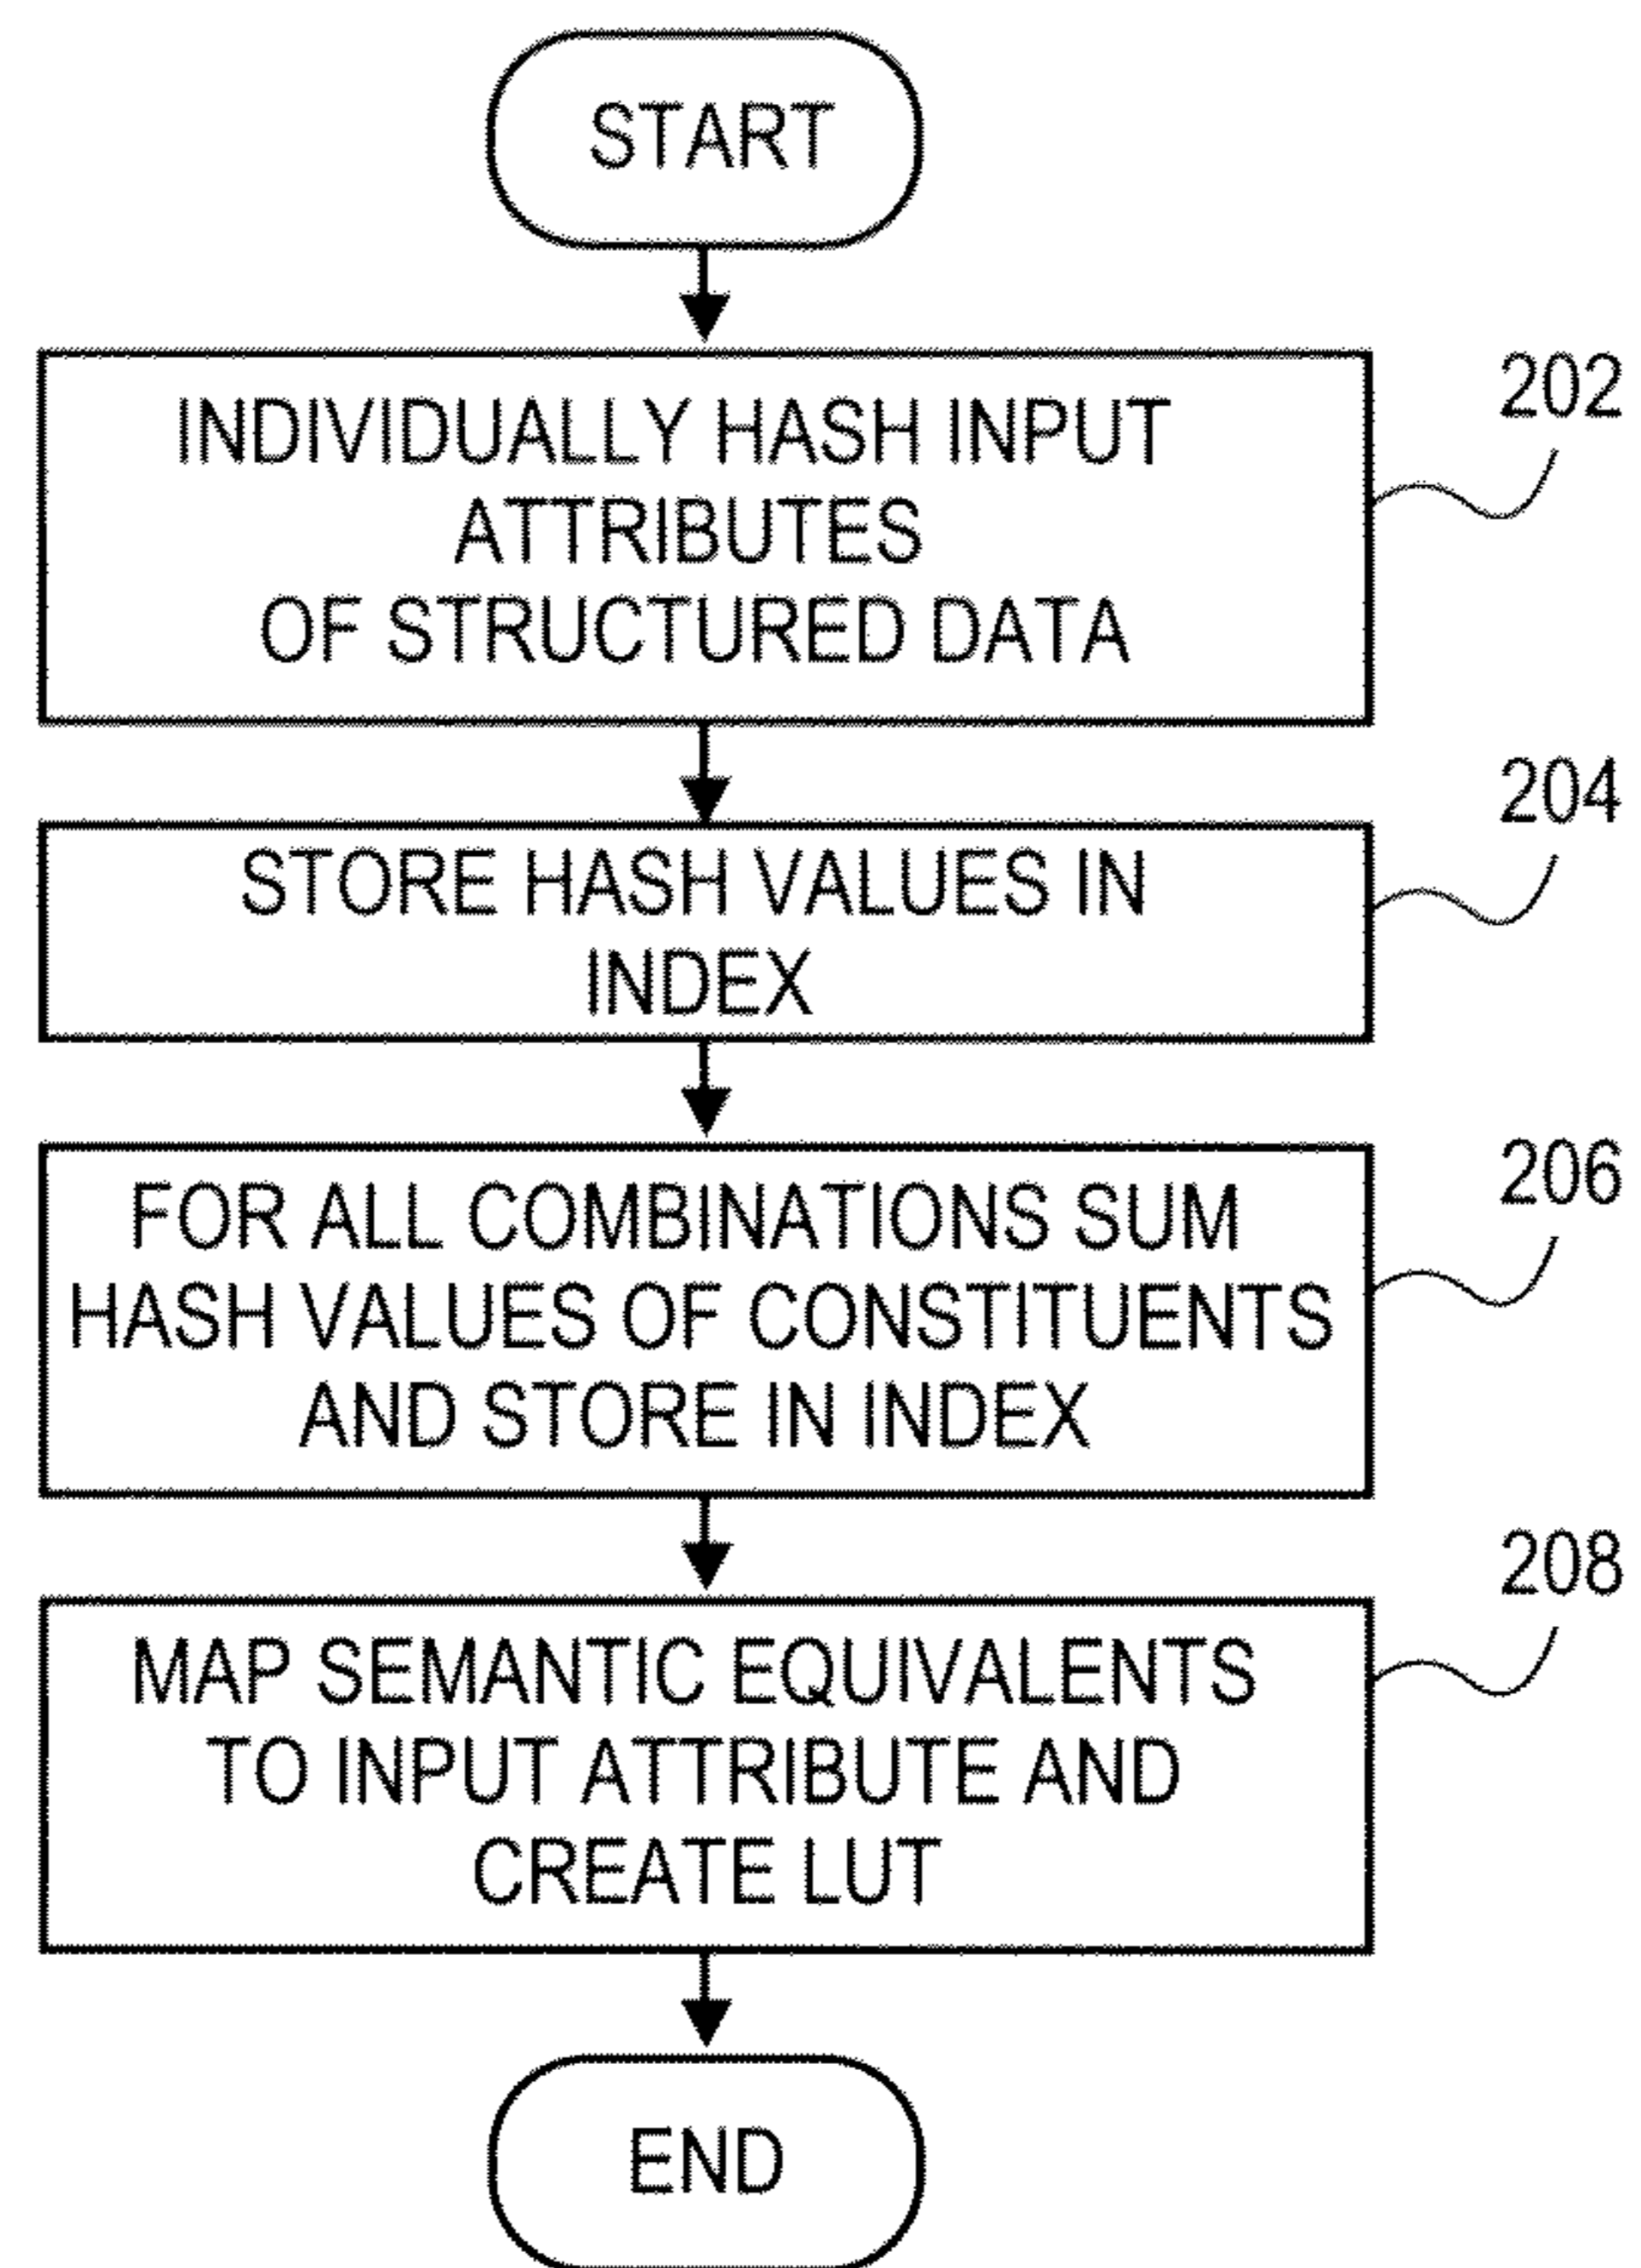 START
INDIVIDUALLY HASH INPUT
ATTRIBUTES
OF STRUCTURED DATA
202
STORE HASH VALUES IN
INDEX
204
FOR ALL COMBINATIONS SUM
HASH VALUES OF CONSTITUENTS
AND STORE IN INDEX
206
MAP SEMANTIC EQUIVALENTS
TO INPUT ATTRIBUTE AND
CREATE LUT
208
END